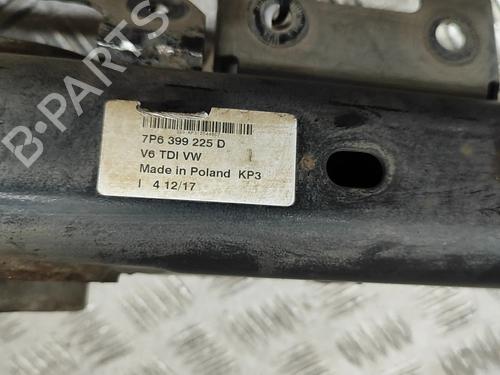 7P6 399 225 D
V6 TDI VW
Made in Poland KP3
I 4 12/17
B-PARTS